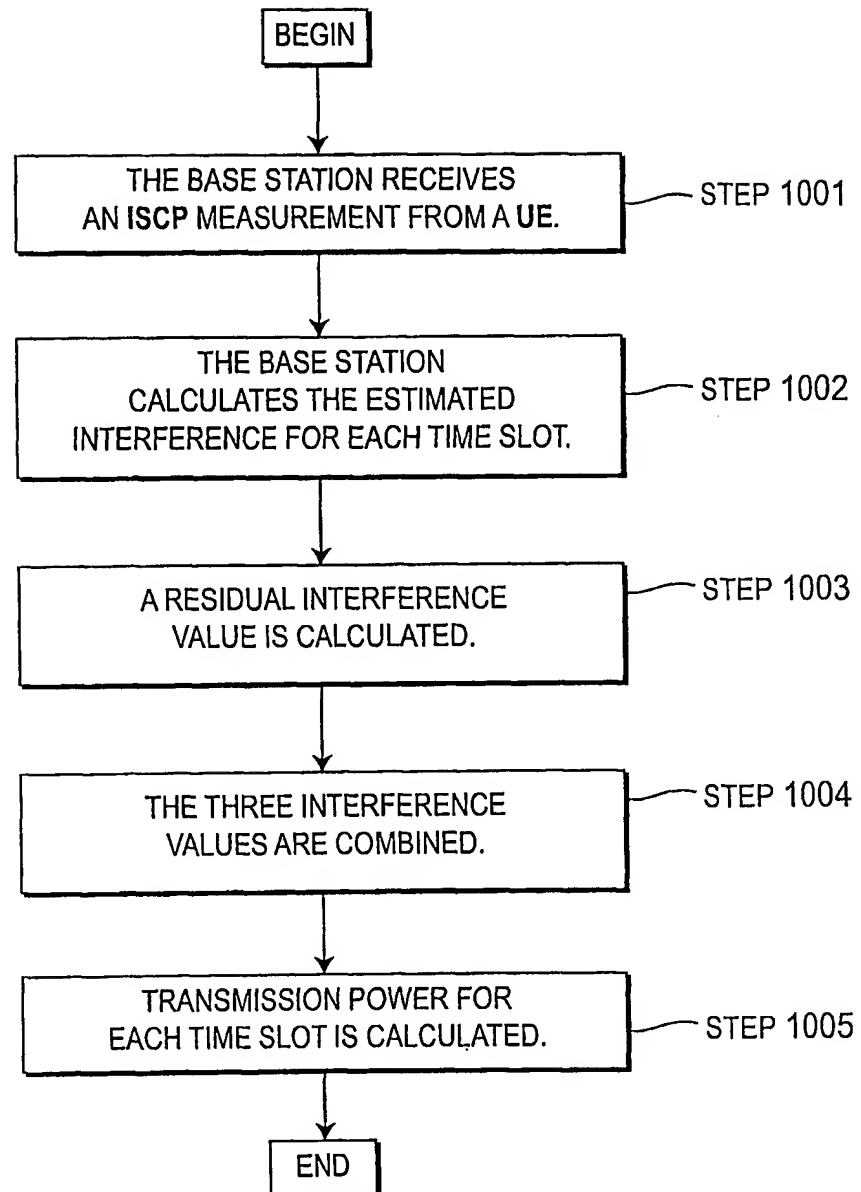 BEGIN
THE BASE STATION RECEIVES
AN ISCP MEASUREMENT FROM A UE.
STEP 1001
THE BASE STATION
CALCULATES THE ESTIMATED
INTERFERENCE FOR EACH TIME SLOT.
STEP 1002
A RESIDUAL INTERFERENCE
VALUE IS CALCULATED.
STEP 1003
THE THREE INTERFERENCE
VALUES ARE COMBINED.
STEP 1004
TRANSMISSION POWER FOR
EACH TIME SLOT IS CALCULATED.
STEP 1005
END